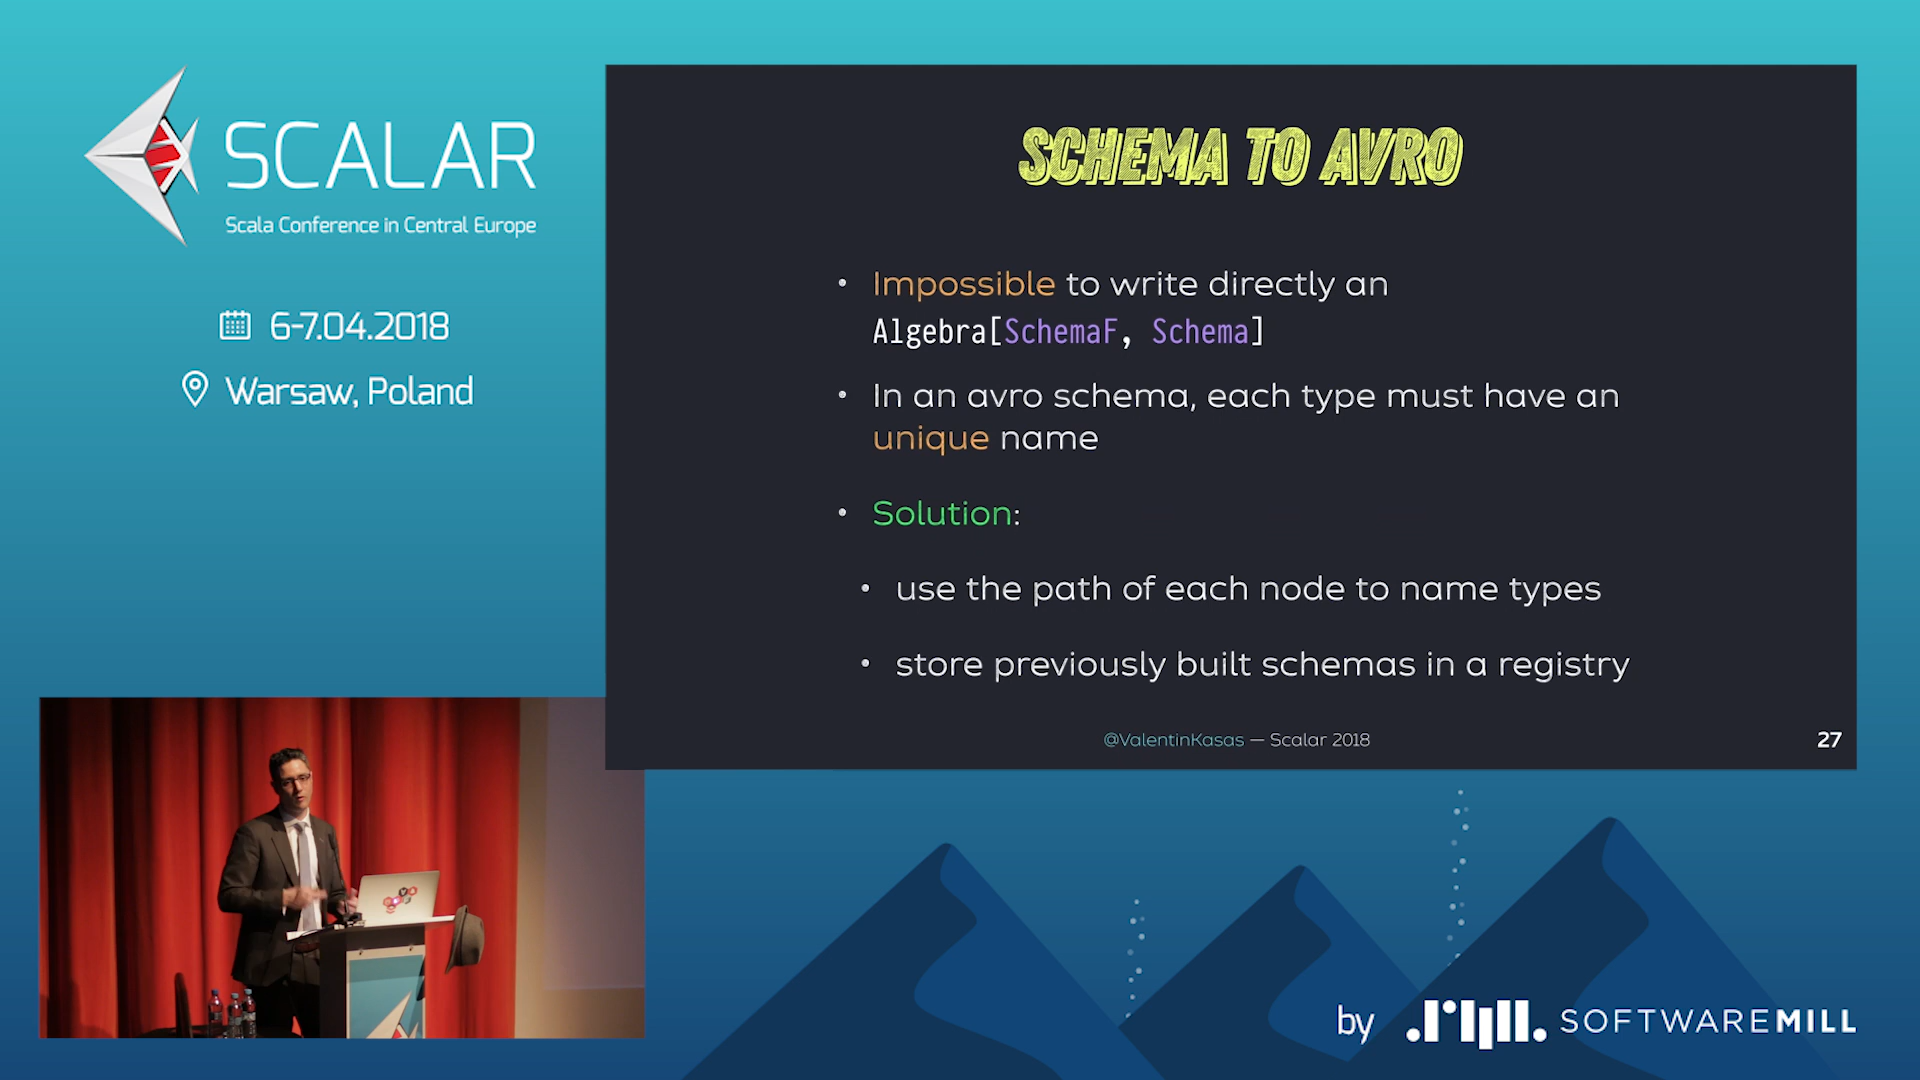 SCALAR
Scala Conference in Central Europe
6-7.04.2018
Warsaw, Poland
SCHEMA TO AVRO
• Impossible to write directly an
Algebra[SchemaF, Schema]
• In an avro schema, each type must have an
unique name
• Solution:
• use the path of each node to name types
• store previously built schemas in a registry
@ValentinKasas — Scalar 2018
27
by SOFTWAREMILL